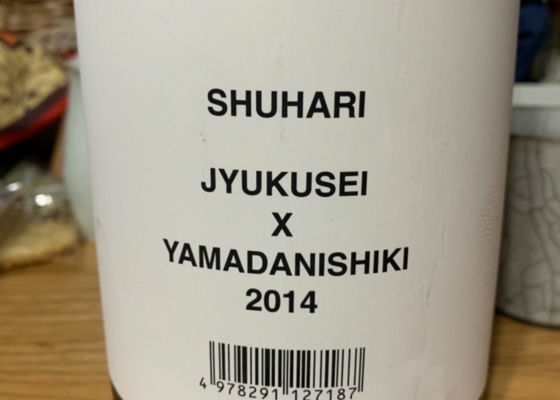 SHUHARI
JYUKUSEI
X
YAMADANISHIKI
2014
4 978291 127187